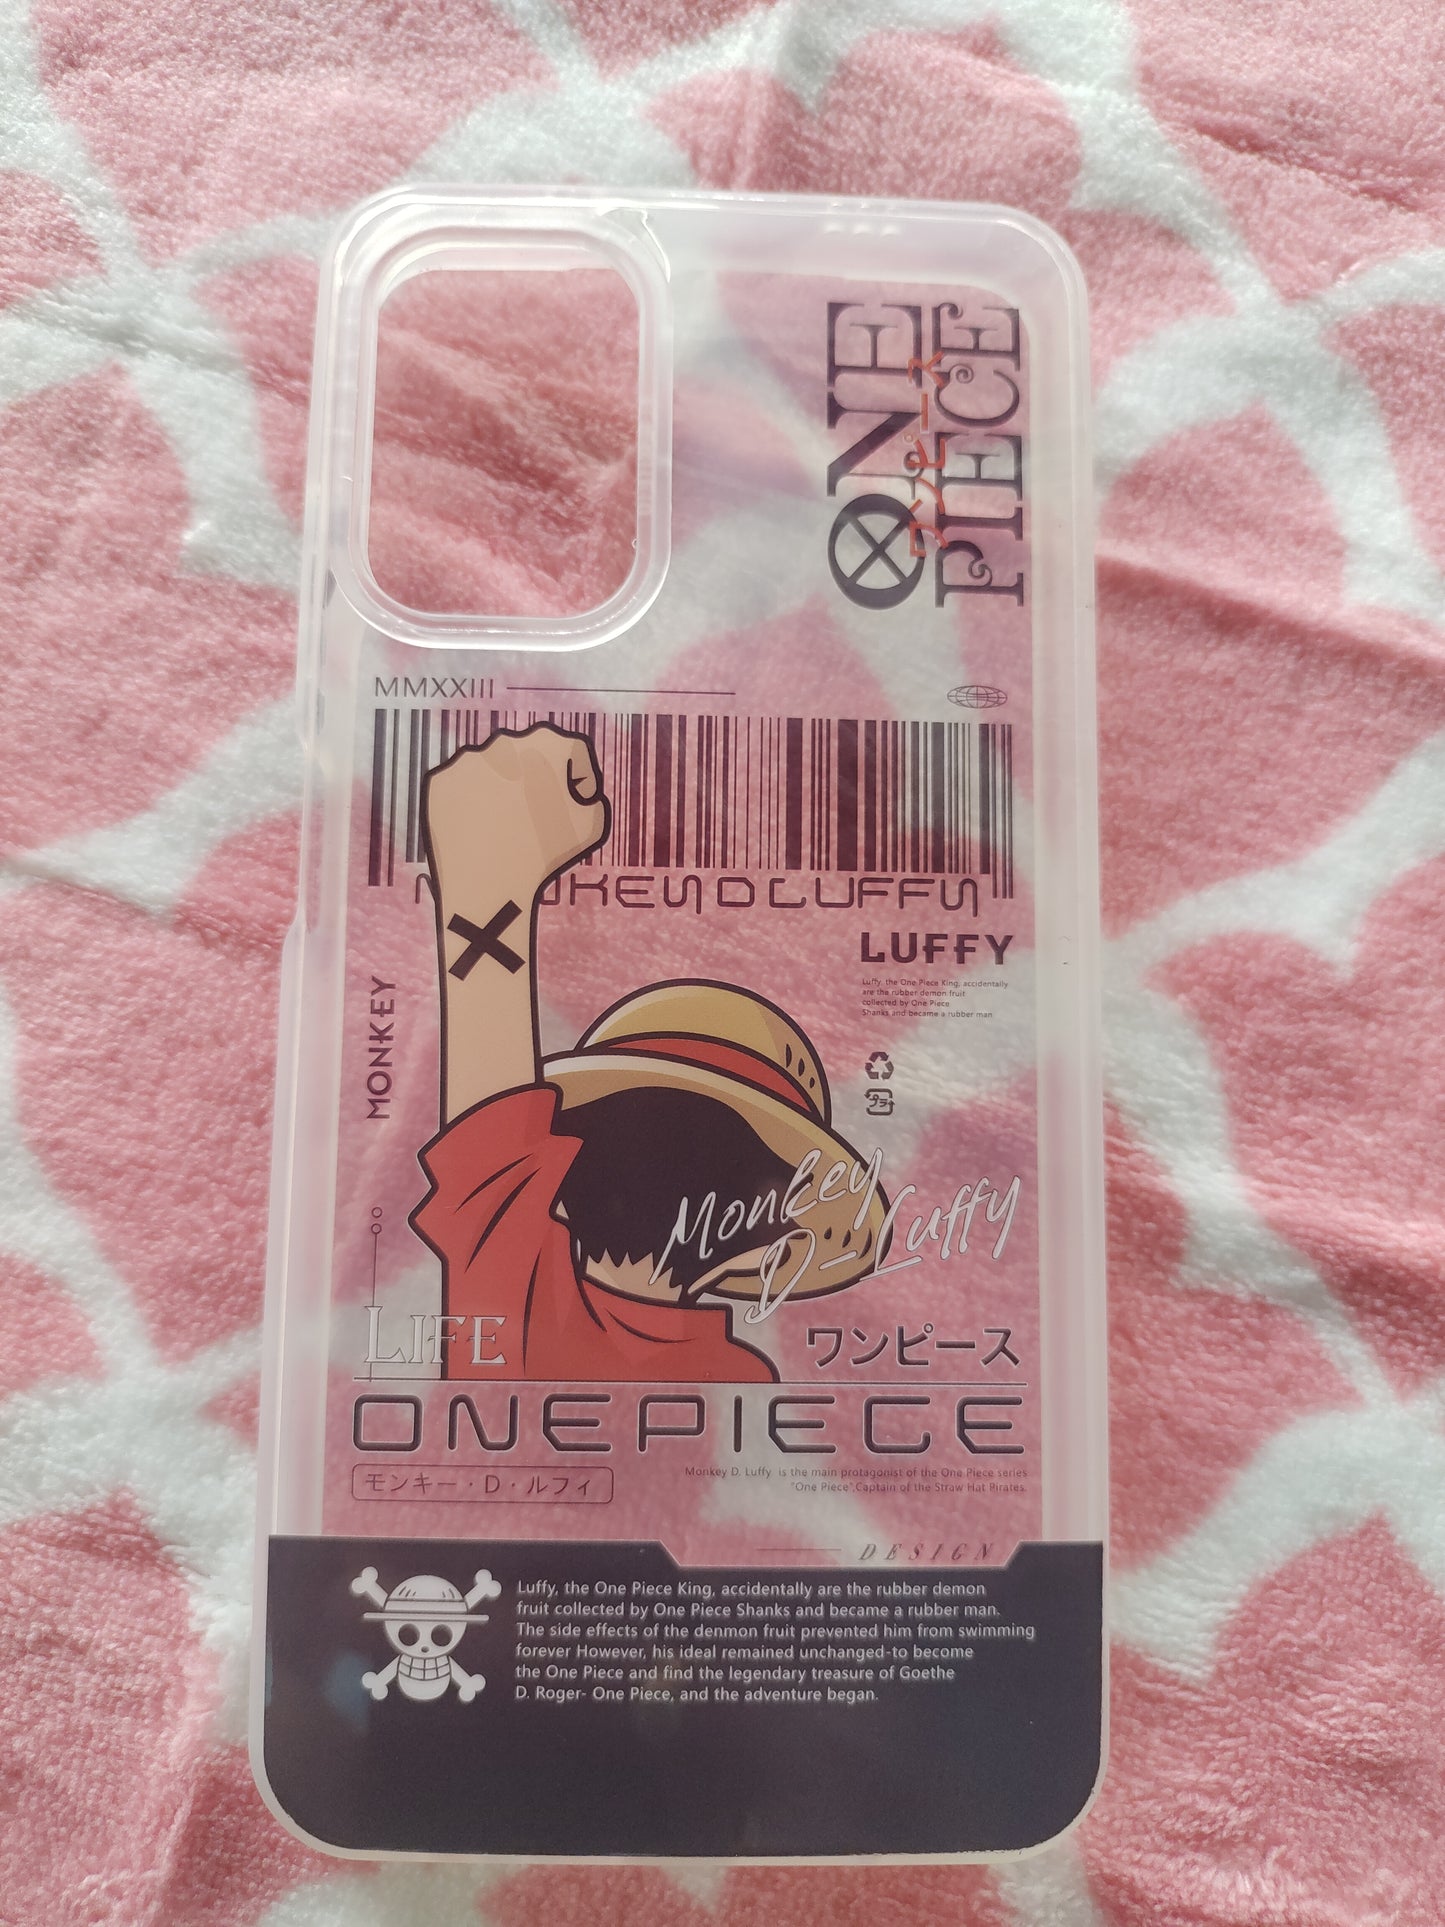 ONE
PIECE
ワンピース
MMXXIII
MONKEY D LUFFY
LUFFY
Luffy, the One Piece King, accidentally
are the rubber demon fruit
collected by One Piece
Shanks and became a rubber man
MONKEY
プラ
Monkey
D-Luffy
LIFE
ワンピース
ONEPIECE
モンキー・D・ルフィ
Monkey D. Luffy is the main protagonist of the One Piece series
"One Piece",Captain of the Straw Hat Pirates.
DESIGN
Luffy, the One Piece King, accidentally are the rubber demon
fruit collected by One Piece Shanks and became a rubber man.
The side effects of the denmon fruit prevented him from swimming
forever However, his ideal remained unchanged-to become
the One Piece and find the legendary treasure of Goethe
D. Roger- One Piece, and the adventure began.